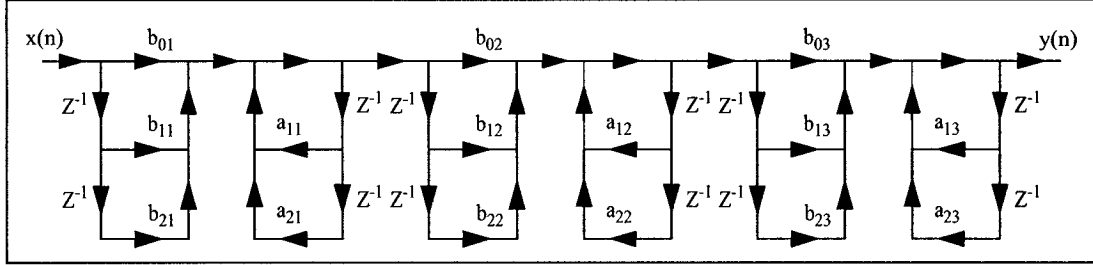 x(n) b₀₁ b₀₂ b₀₃ y(n)
Z⁻¹ Z⁻¹ Z⁻¹ Z⁻¹ Z⁻¹ Z⁻¹
b₁₁ a₁₁ b₁₂ a₁₂ b₁₃ a₁₃
Z⁻¹ Z⁻¹ Z⁻¹ Z⁻¹ Z⁻¹ Z⁻¹
b₂₁ a₂₁ b₂₂ a₂₂ b₂₃ a₂₃